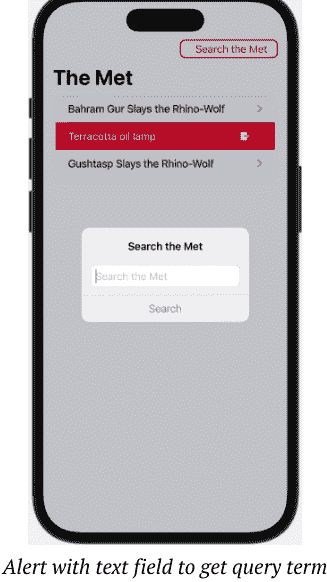 Search the Met
The Met
Bahram Gur Slays the Rhino-Wolf
Terracotta oil lamp
Gushtasp Slays the Rhino-Wolf
Search the Met
Search the Met
Search
Alert with text field to get query term